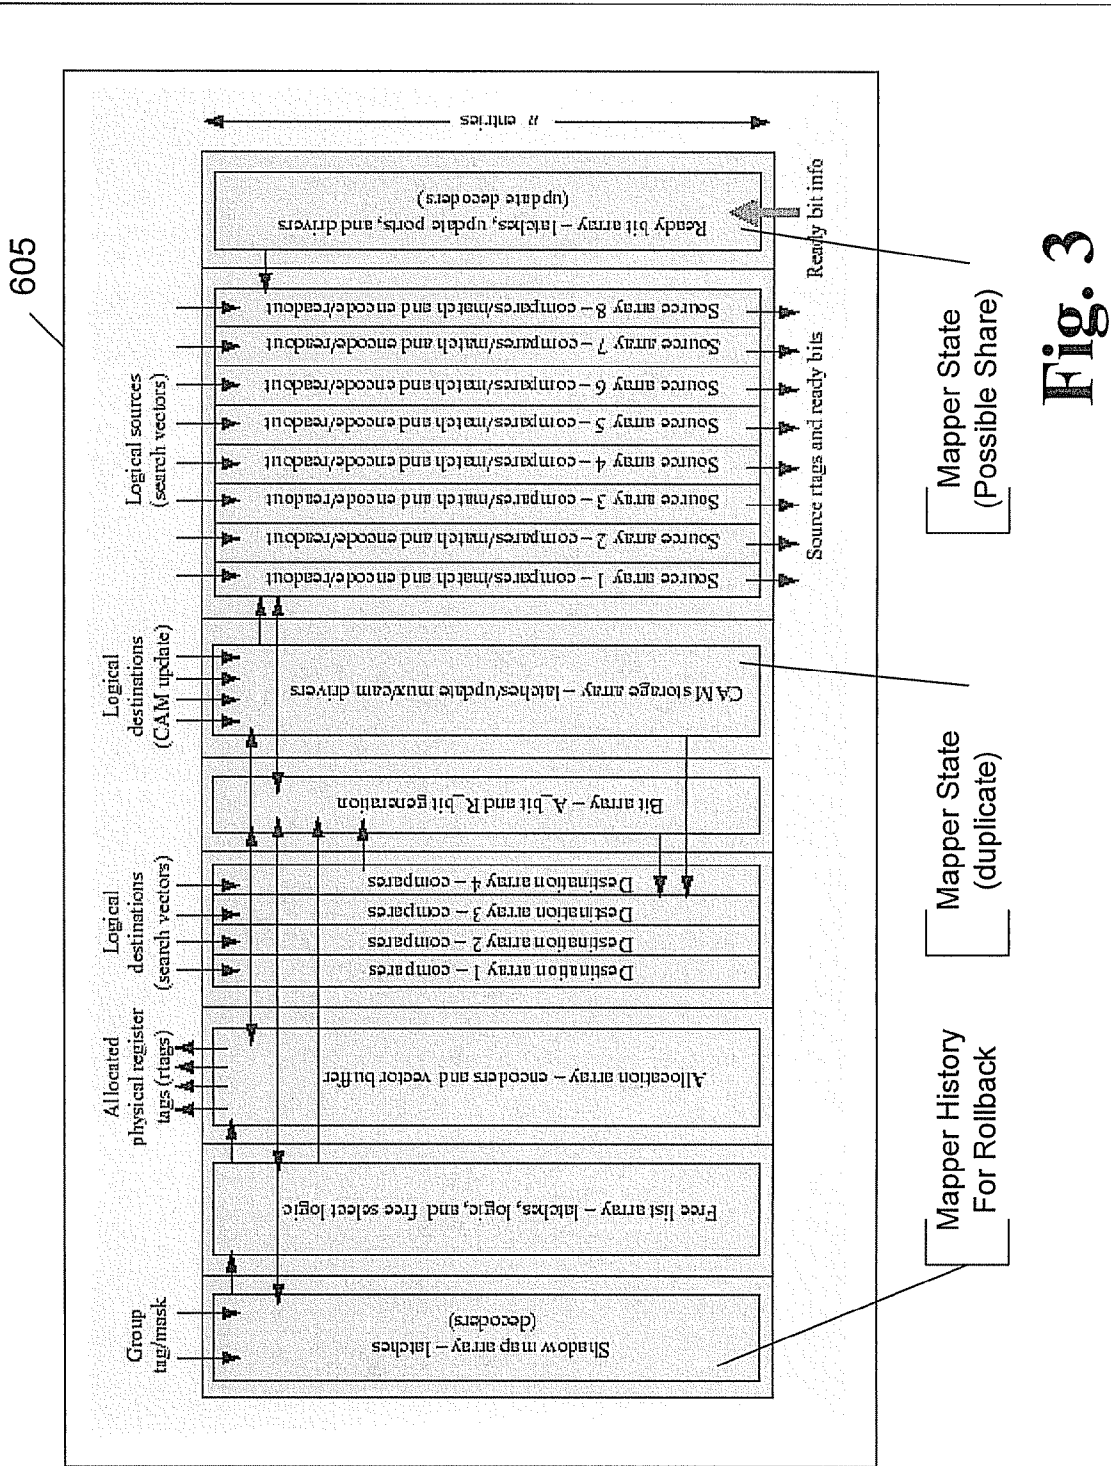 605
Group
tag/mask
Allocated
physical register
tags (rtags)
Logical
destinations
(search vectors)
Logical
destinations
(CAM update)
Logical sources
(search vectors)
Shadow map array – latches
(decoders)
Free list array – latches, logic, and free select logic
Allocation array – encoders and vector buffer
Destination array 1 – compares
Destination array 2 – compares
Destination array 3 – compares
Destination array 4 – compares
Bit array – A_bit and R_bit generation
CAM storage array – latches/update/cam mux/cam drivers
Source array 1 – compares/match and encode/readout
Source array 2 – compares/match and encode/readout
Source array 3 – compares/match and encode/readout
Source array 4 – compares/match and encode/readout
Source array 5 – compares/match and encode/readout
Source array 6 – compares/match and encode/readout
Source array 7 – compares/match and encode/readout
Source array 8 – compares/match and encode/readout
Ready bit array – latches, update ports, and drivers
(update decoders)
n entries
Source rtags and ready bits
Ready bit info
Mapper History
For Rollback
Mapper State
(duplicate)
Mapper State
(Possible Share)
Fig. 3